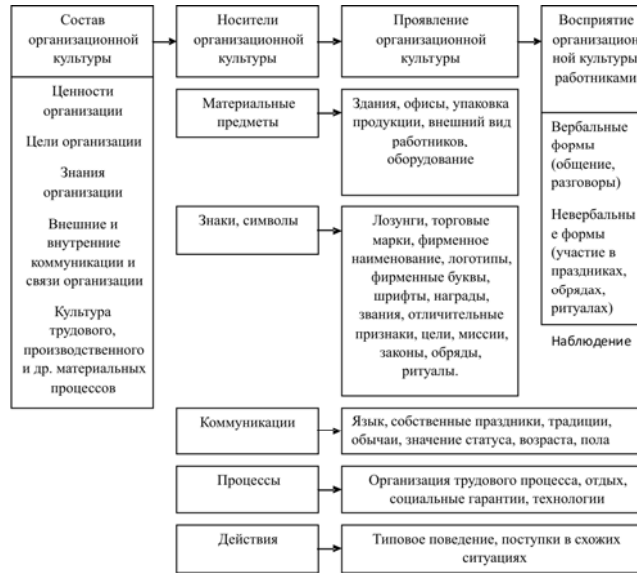 Состав
организационной
культуры
Носители
организационной
культуры
Проявление
организационной
культуры
Восприятие
организацион
ной культуры
работниками
Ценности
организации
Цели организации
Знания
организации
Внешние и
внутренние
коммуникации и
связи организации
Культура
трудового,
производственного
и др. материальных
процессов
Материальные
предметы
Здания, офисы, упаковка
продукции, внешний вид
работников,
оборудование
Вербальные
формы
(общение,
разговоры)
Невербальны
е формы
(участие в
праздниках,
обрядах,
ритуалах)
Наблюдение
Знаки, символы
Лозунги, торговые
марки, фирменное
наименование, логотипы,
фирменные буквы,
шрифты, награды,
звания, отличительные
признаки, цели, миссии,
законы, обряды,
ритуалы.
Коммуникации
Язык, собственные праздники, традиции,
обычаи, значение статуса, возраста, пола
Процессы
Организация трудового процесса, отдых,
социальные гарантии, технологии
Действия
Типовое поведение, поступки в схожих
ситуациях